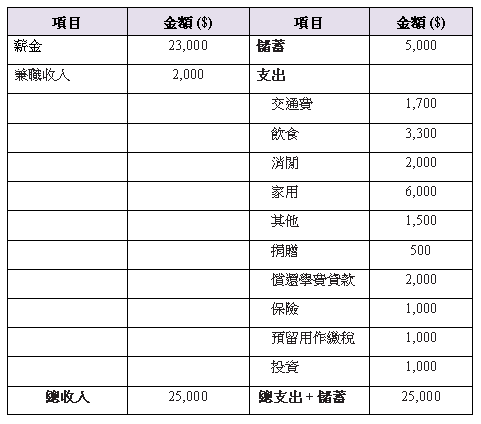 項目 金額 ($) 項目 金額 ($)
薪金 23,000 儲蓄 5,000
兼職收入 2,000 支出
交通費 1,700
飲食 3,300
消閒 2,000
家用 6,000
其他 1,500
捐贈 500
償還學費貸款 2,000
保險 1,000
預留用作繳稅 1,000
投資 1,000
總收入 25,000 總支出 + 儲蓄 25,000